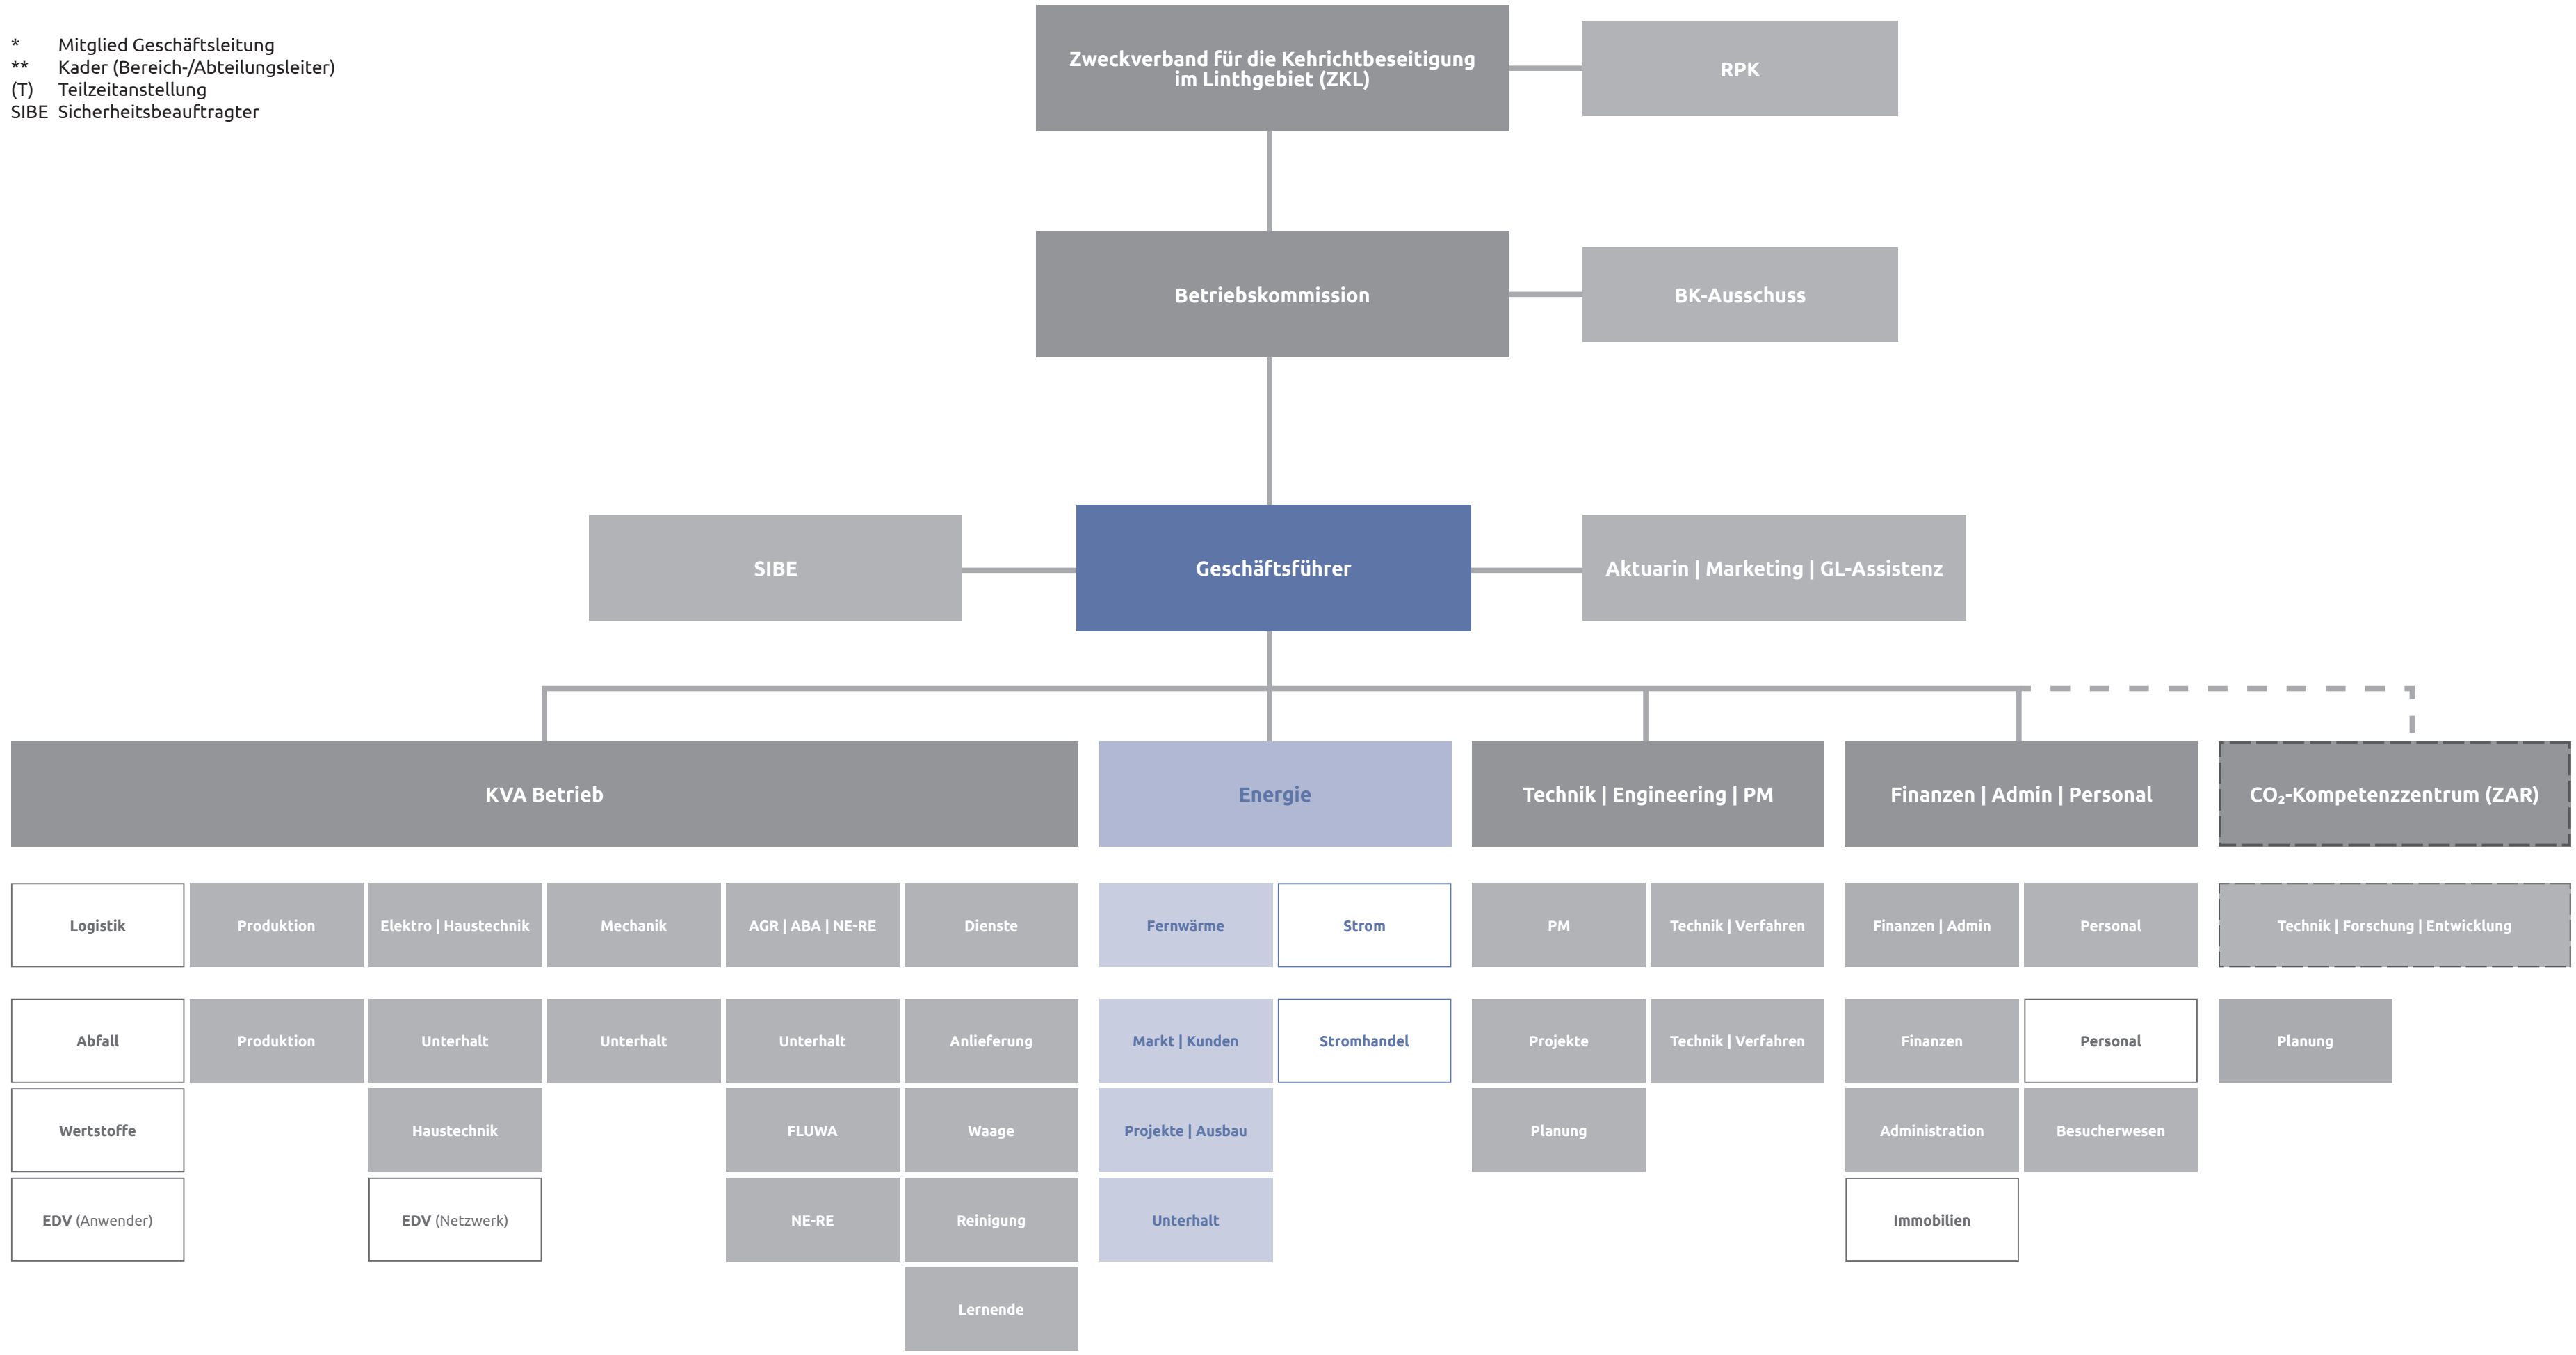 * Mitglied Geschäftsleitung
** Kader (Bereich-/Abteilungsleiter)
(T) Teilzeitanstellung
SIBE Sicherheitsbeauftragter
Zweckverband für die Kehrichtbeseitigung
im Linthgebiet (ZKL)
RPK
Betriebskommission
BK-Ausschuss
SIBE
Geschäftsführer
Aktuarin | Marketing | GL-Assistenz
KVA Betrieb
Energie
Technik | Engineering | PM
Finanzen | Admin | Personal
CO₂-Kompetenzzentrum (ZAR)
Logistik
Produktion
Elektro | Haustechnik
Mechanik
AGR | ABA | NE-RE
Dienste
Fernwärme
Strom
PM
Technik | Verfahren
Finanzen | Admin
Personal
Technik | Forschung | Entwicklung
Abfall
Produktion
Unterhalt
Unterhalt
Unterhalt
Anlieferung
Markt | Kunden
Stromhandel
Projekte
Technik | Verfahren
Finanzen
Personal
Planung
Wertstoffe
Haustechnik
FLUWA
Waage
Projekte | Ausbau
Planung
Administration
Besucherwesen
EDV (Anwender)
EDV (Netzwerk)
NE-RE
Reinigung
Unterhalt
Immobilien
Lernende